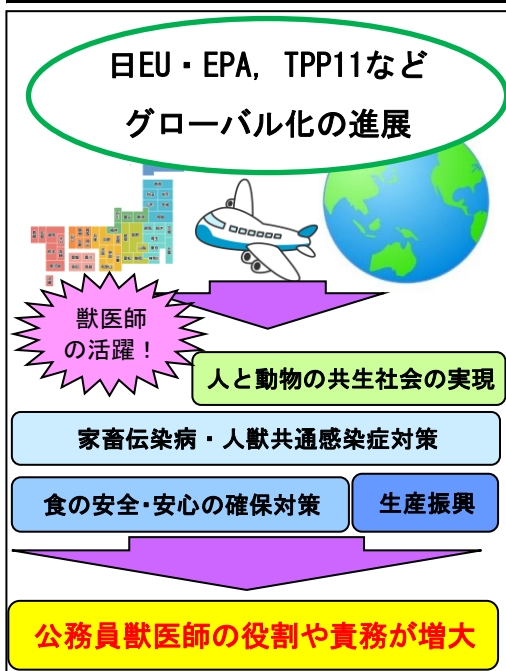 日EU・EPA, TPP11など
グローバル化の進展
獣医師
の活躍！
人と動物の共生社会の実現
家畜伝染病・人獣共通感染症対策
食の安全･安心の確保対策
生産振興
公務員獣医師の役割や責務が増大